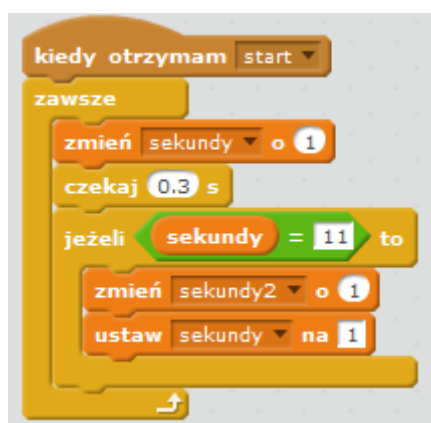 kiedy otrzymam start
zawsze
zmień sekundy o 1
czekaj 0.3 s
jeżeli sekundy = 11 to
zmień sekundy2 o 1
ustaw sekundy na 1